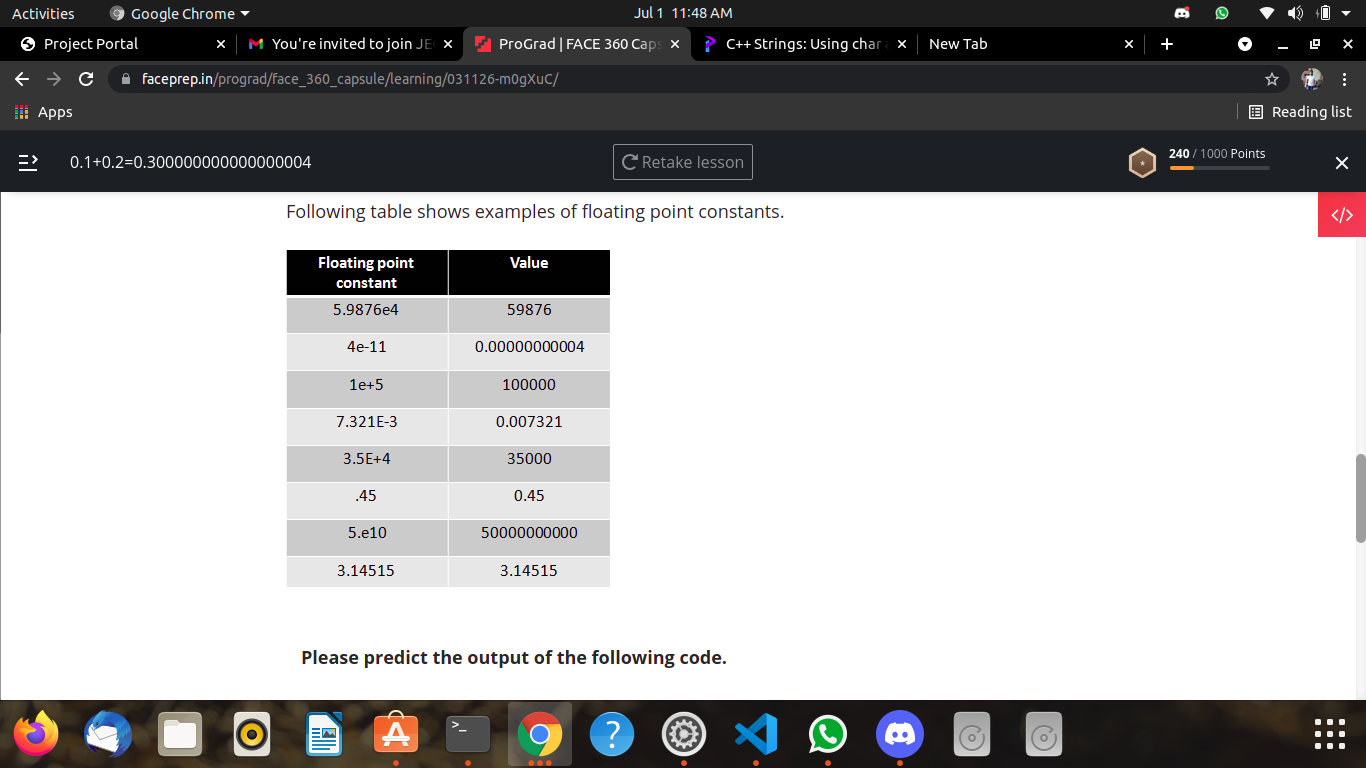 Activities
Google Chrome
Jul 1 11:48 AM
Project Portal
You're invited to join JE
ProGrad | FACE 360 Caps
C++ Strings: Using char
New Tab
faceprep.in/prograd/face_360_capsule/learning/031126-m0gXuC/
Apps
Reading list
0.1+0.2=0.300000000000000004
Retake lesson
240 / 1000 Points
Following table shows examples of floating point constants.
</>
Floating point constant Value
5.9876e4 59876
4e-11 0.00000000004
1e+5 100000
7.321E-3 0.007321
3.5E+4 35000
.45 0.45
5.e10 50000000000
3.14515 3.14515
Please predict the output of the following code.